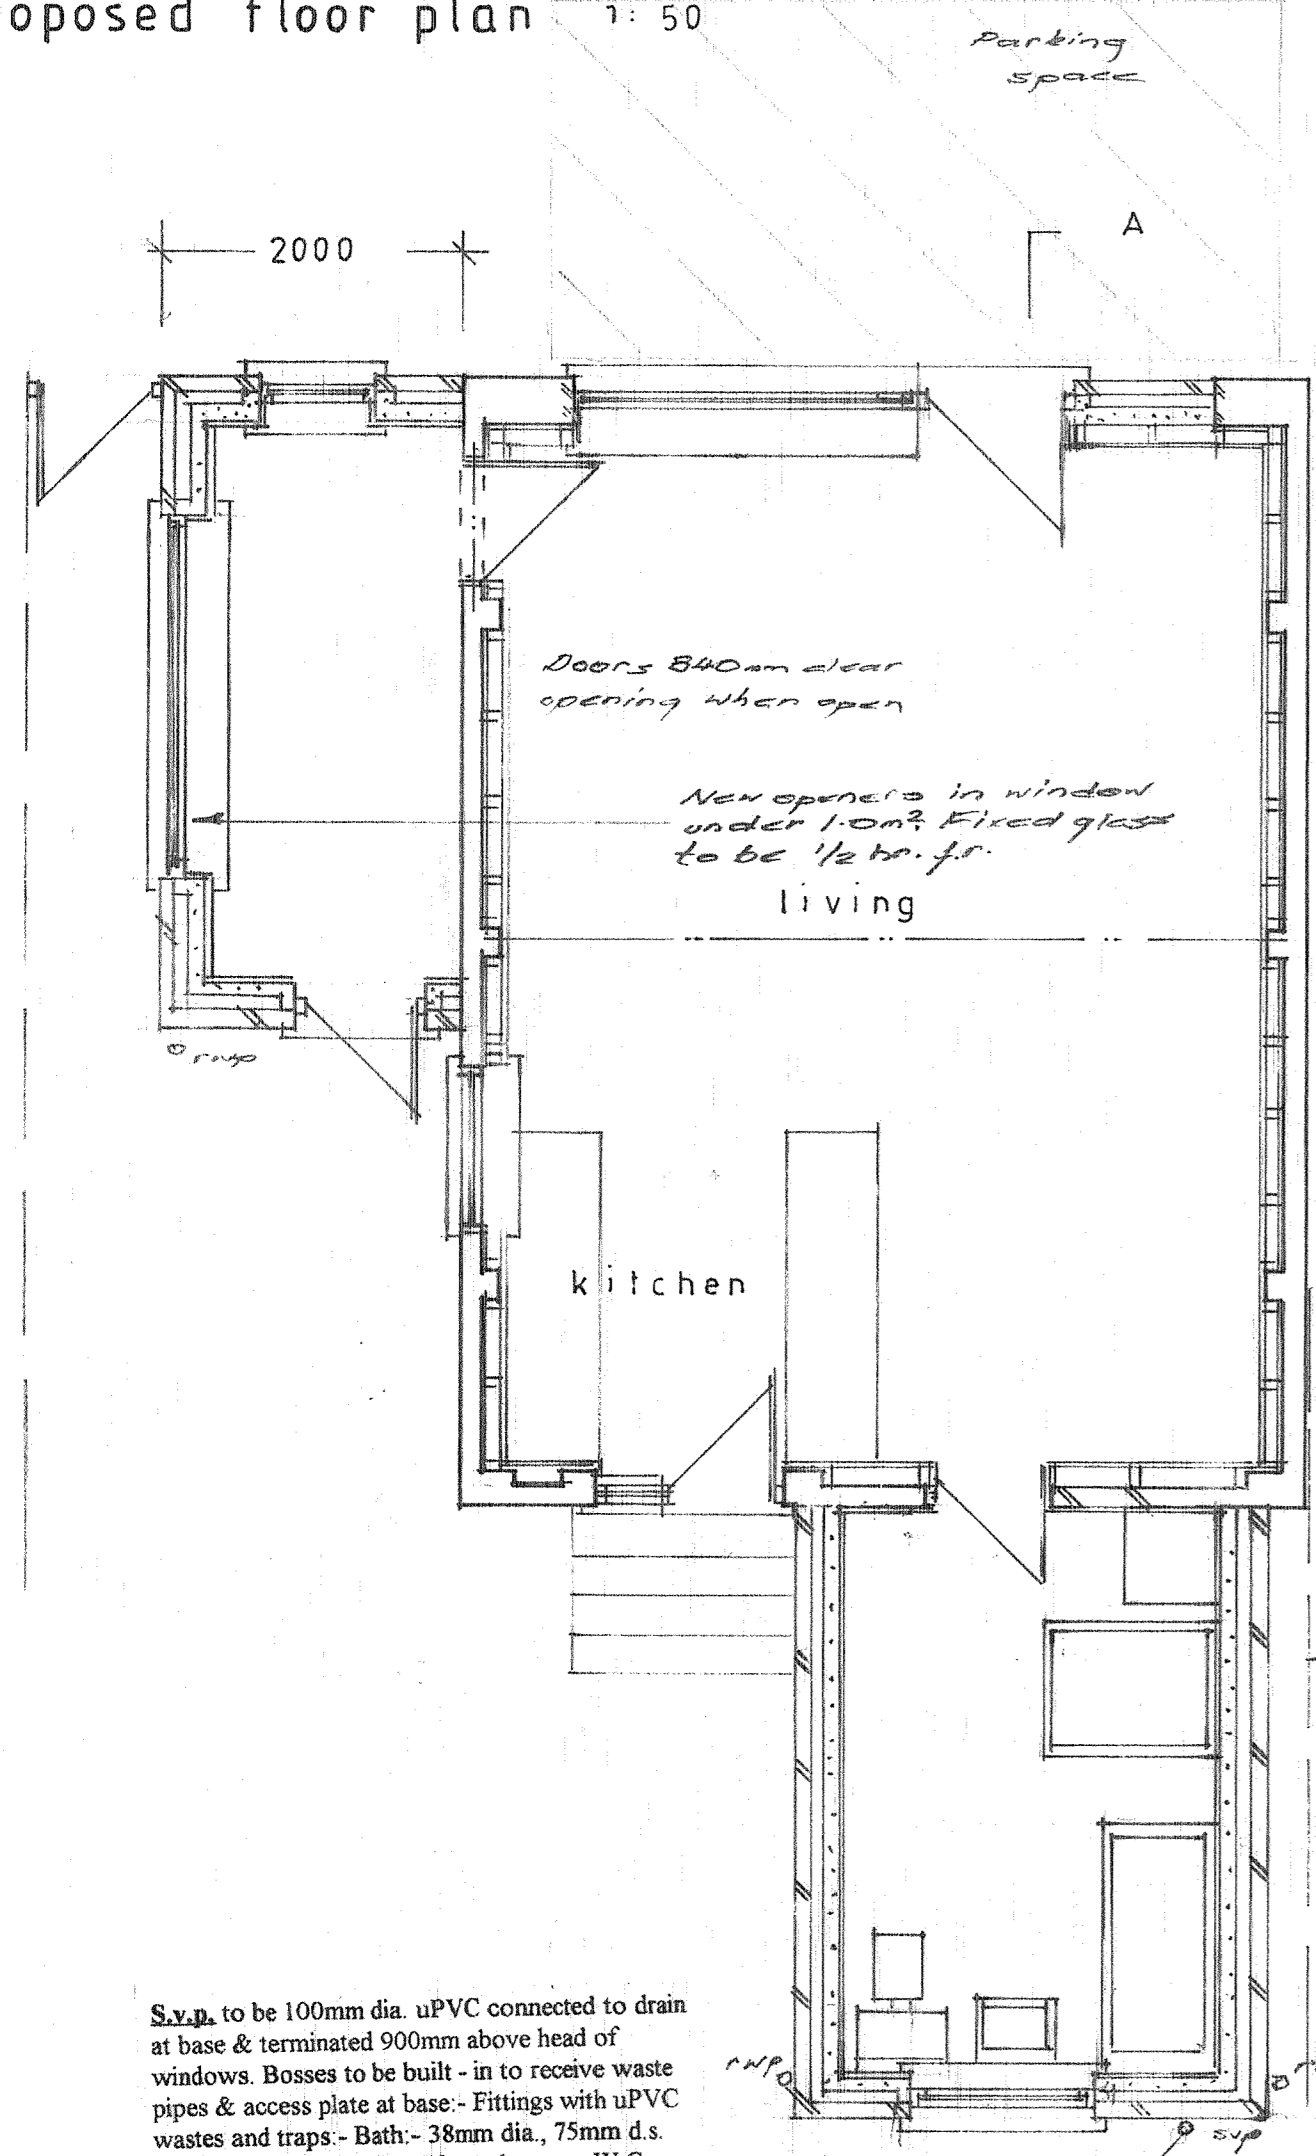 oposed floor plan 1:50
Parking
space
2000
A
Doors 840mm clear
opening when open
New openers in window
under 1.0m². Fixed glass
to be 1/2 hr. f.r.
living
rwp
kitchen
S.v.p. to be 100mm dia. uPVC connected to drain
at base & terminated 900mm above head of
windows. Bosses to be built - in to receive waste
pipes & access plate at base:- Fittings with uPVC
wastes and traps:- Bath:- 38mm dia., 75mm d.s.
rwp
svp